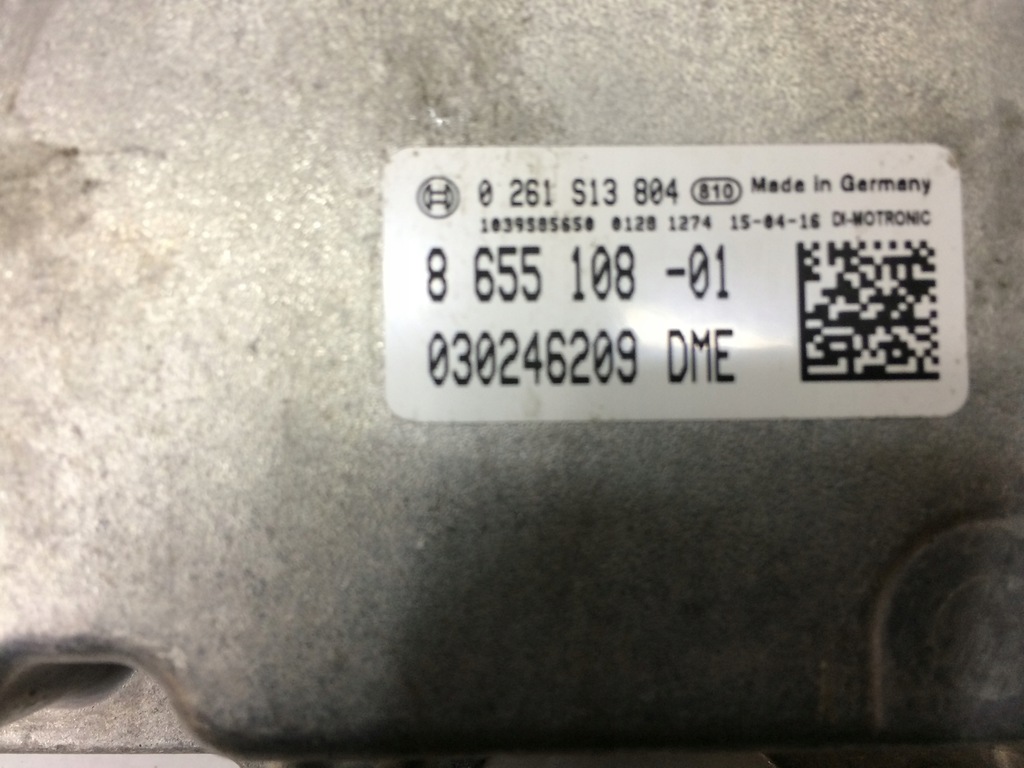 0 261 S13 804 810 Made in Germany
1039S85650 0128 1274 15-04-16 DI-MOTRONIC
8 655 108 -01
030246209 DME